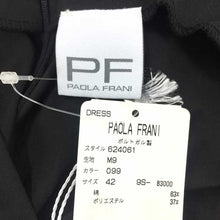 PF
PAOLA FRANI
DRESS
PAOLA FRANI
ポルトガル製
スタイル 624061
生地 M9
カラー 099
サイズ 42 9S- 83000
綿 63%
ポリエステル 37%